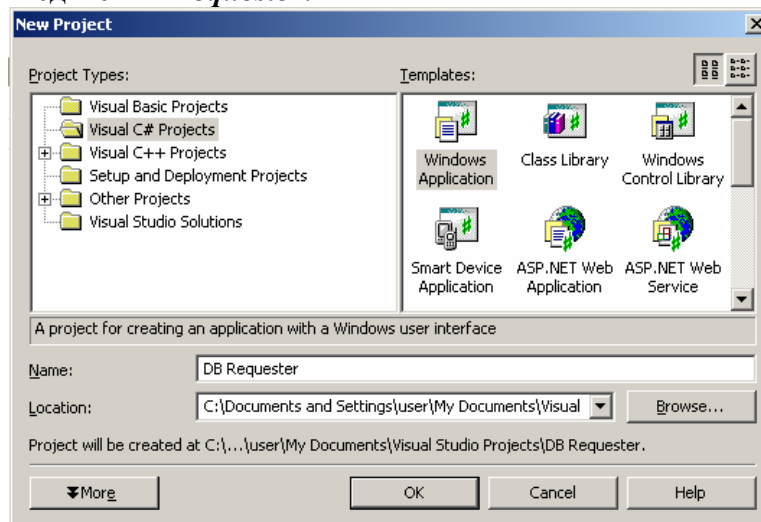 New Project
Project Types:
Templates:
Visual Basic Projects
Visual C# Projects
Visual C++ Projects
Setup and Deployment Projects
Other Projects
Visual Studio Solutions
Windows Application
Class Library
Windows Control Library
Smart Device Application
ASP.NET Web Application
ASP.NET Web Service
A project for creating an application with a Windows user interface
Name:
DB Requester
Location:
C:\Documents and Settings\user\My Documents\Visual
Browse...
Project will be created at C:\...\user\My Documents\Visual Studio Projects\DB Requester.
More
OK
Cancel
Help